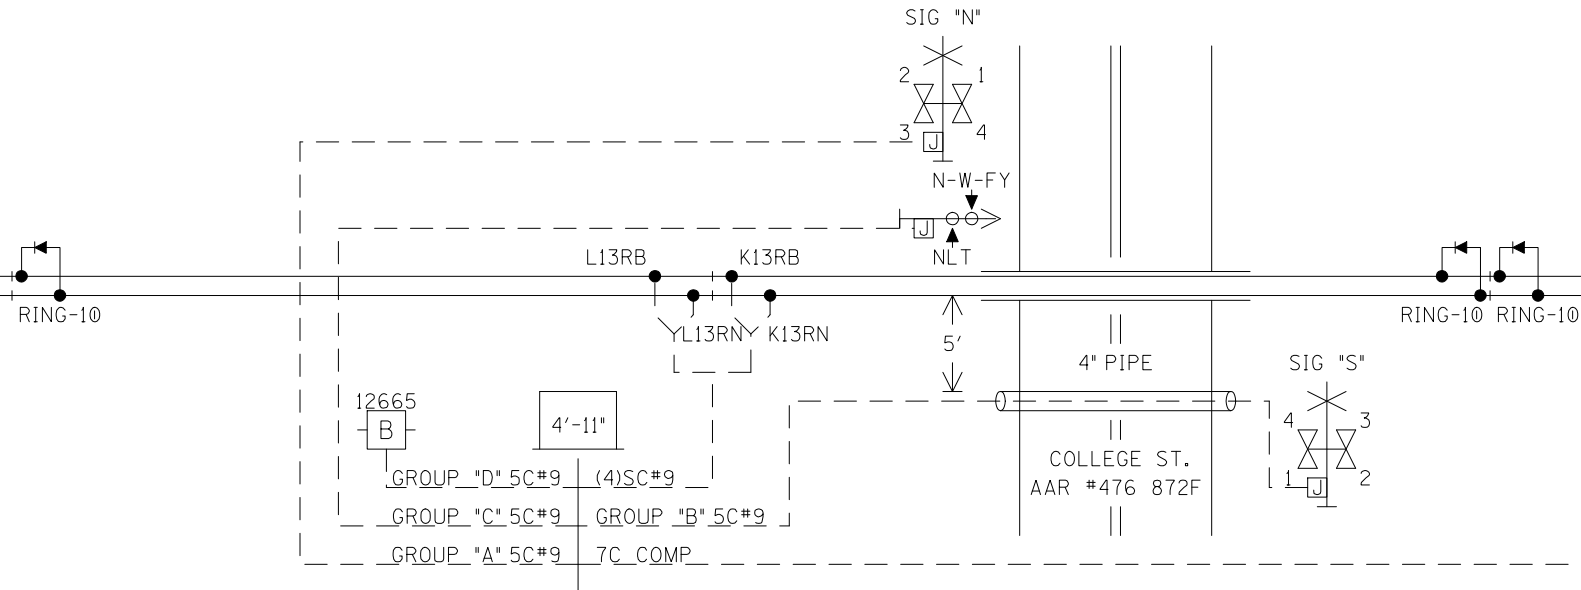 SIG "N"
2
1
3
4
J
N-W-FY
J
NLT
L13RB
K13RB
RING-10
L13RN
K13RN
RING-10
RING-10
5'
4" PIPE
SIG "S"
12665
B
4'-11"
4
3
1
2
J
COLLEGE ST.
AAR #476 872F
GROUP "D" 5C#9
(4)SC#9
GROUP "C" 5C#9
GROUP "B" 5C#9
GROUP "A" 5C#9
7C COMP